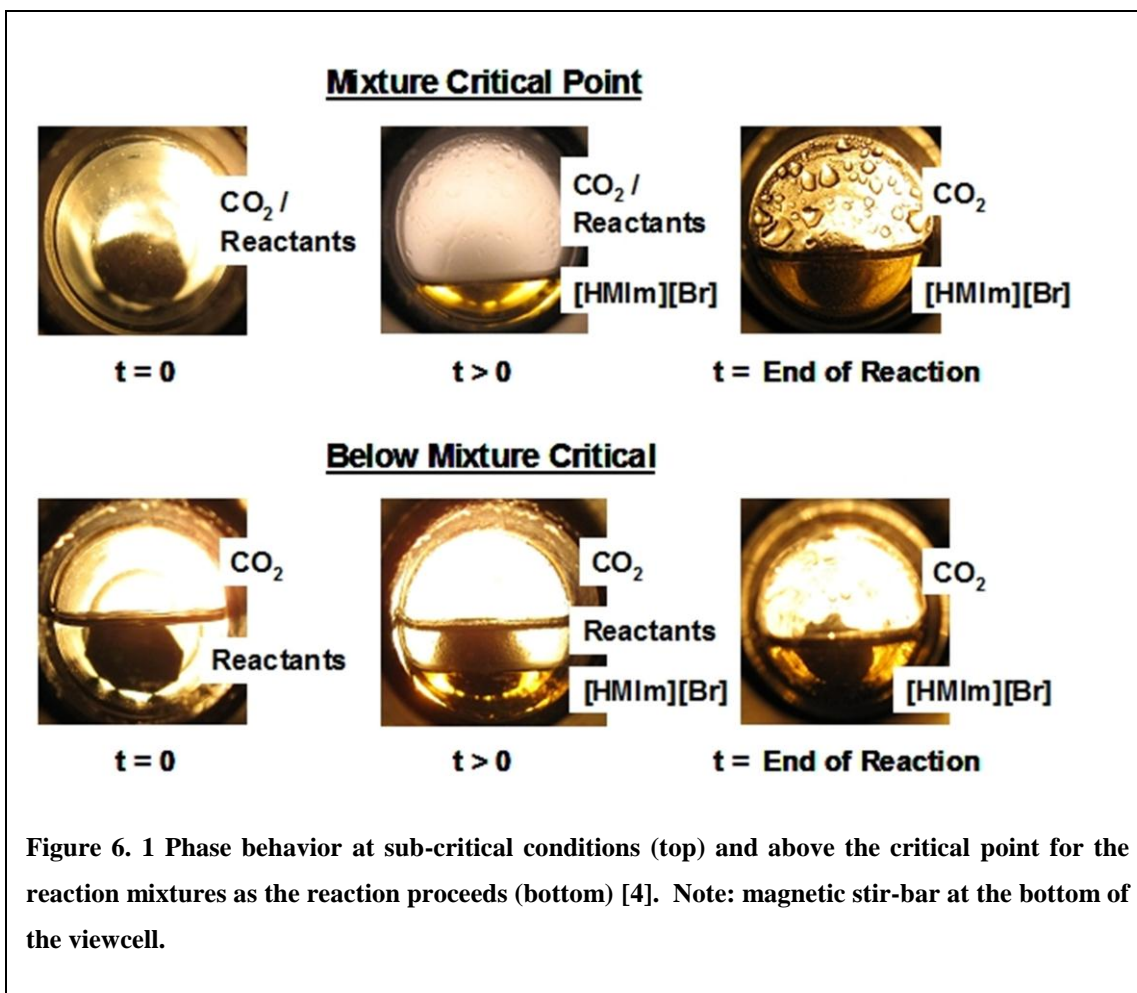 Mixture Critical Point
CO₂ /
Reactants
CO₂ /
Reactants
[HMIm][Br]
CO₂
[HMIm][Br]
t = 0
t > 0
t = End of Reaction
Below Mixture Critical
CO₂
Reactants
CO₂
Reactants
[HMIm][Br]
CO₂
[HMIm][Br]
t = 0
t > 0
t = End of Reaction
Figure 6. 1 Phase behavior at sub-critical conditions (top) and above the critical point for the
reaction mixtures as the reaction proceeds (bottom) [4]. Note: magnetic stir-bar at the bottom of
the viewcell.